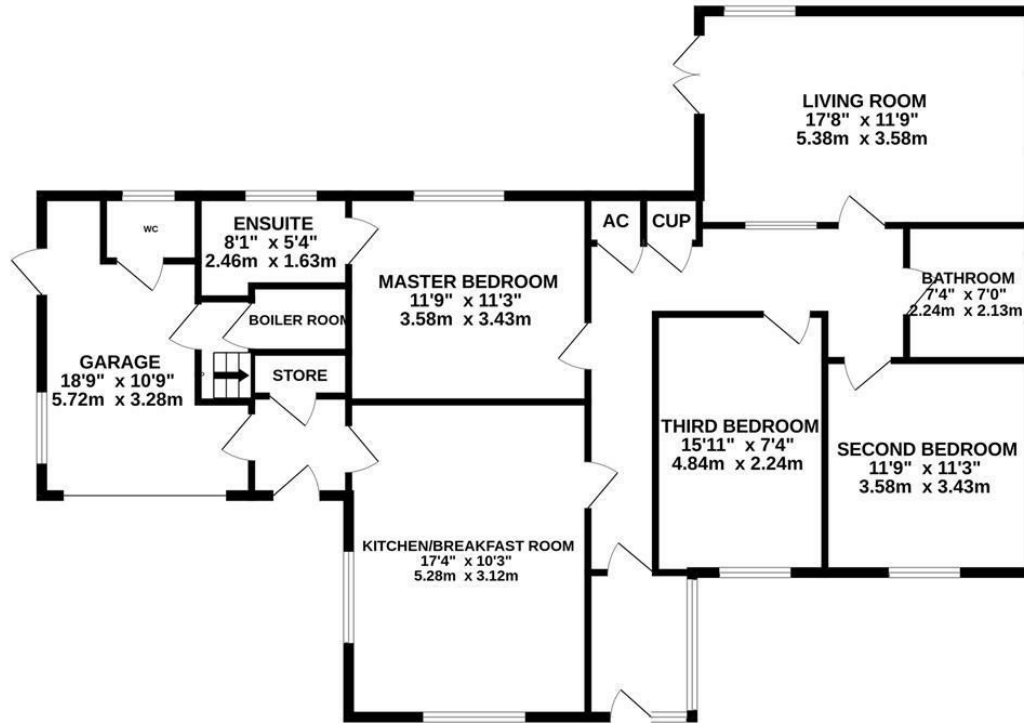 LIVING ROOM
17'8" x 11'9"
5.38m x 3.58m
WC
ENSUITE
8'1" x 5'4"
2.46m x 1.63m
AC
CUP
MASTER BEDROOM
11'9" x 11'3"
3.58m x 3.43m
BATHROOM
7'4" x 7'0"
2.24m x 2.13m
BOILER ROOM
GARAGE
18'9" x 10'9"
5.72m x 3.28m
STORE
THIRD BEDROOM
15'11" x 7'4"
4.84m x 2.24m
SECOND BEDROOM
11'9" x 11'3"
3.58m x 3.43m
KITCHEN/BREAKFAST ROOM
17'4" x 10'3"
5.28m x 3.12m